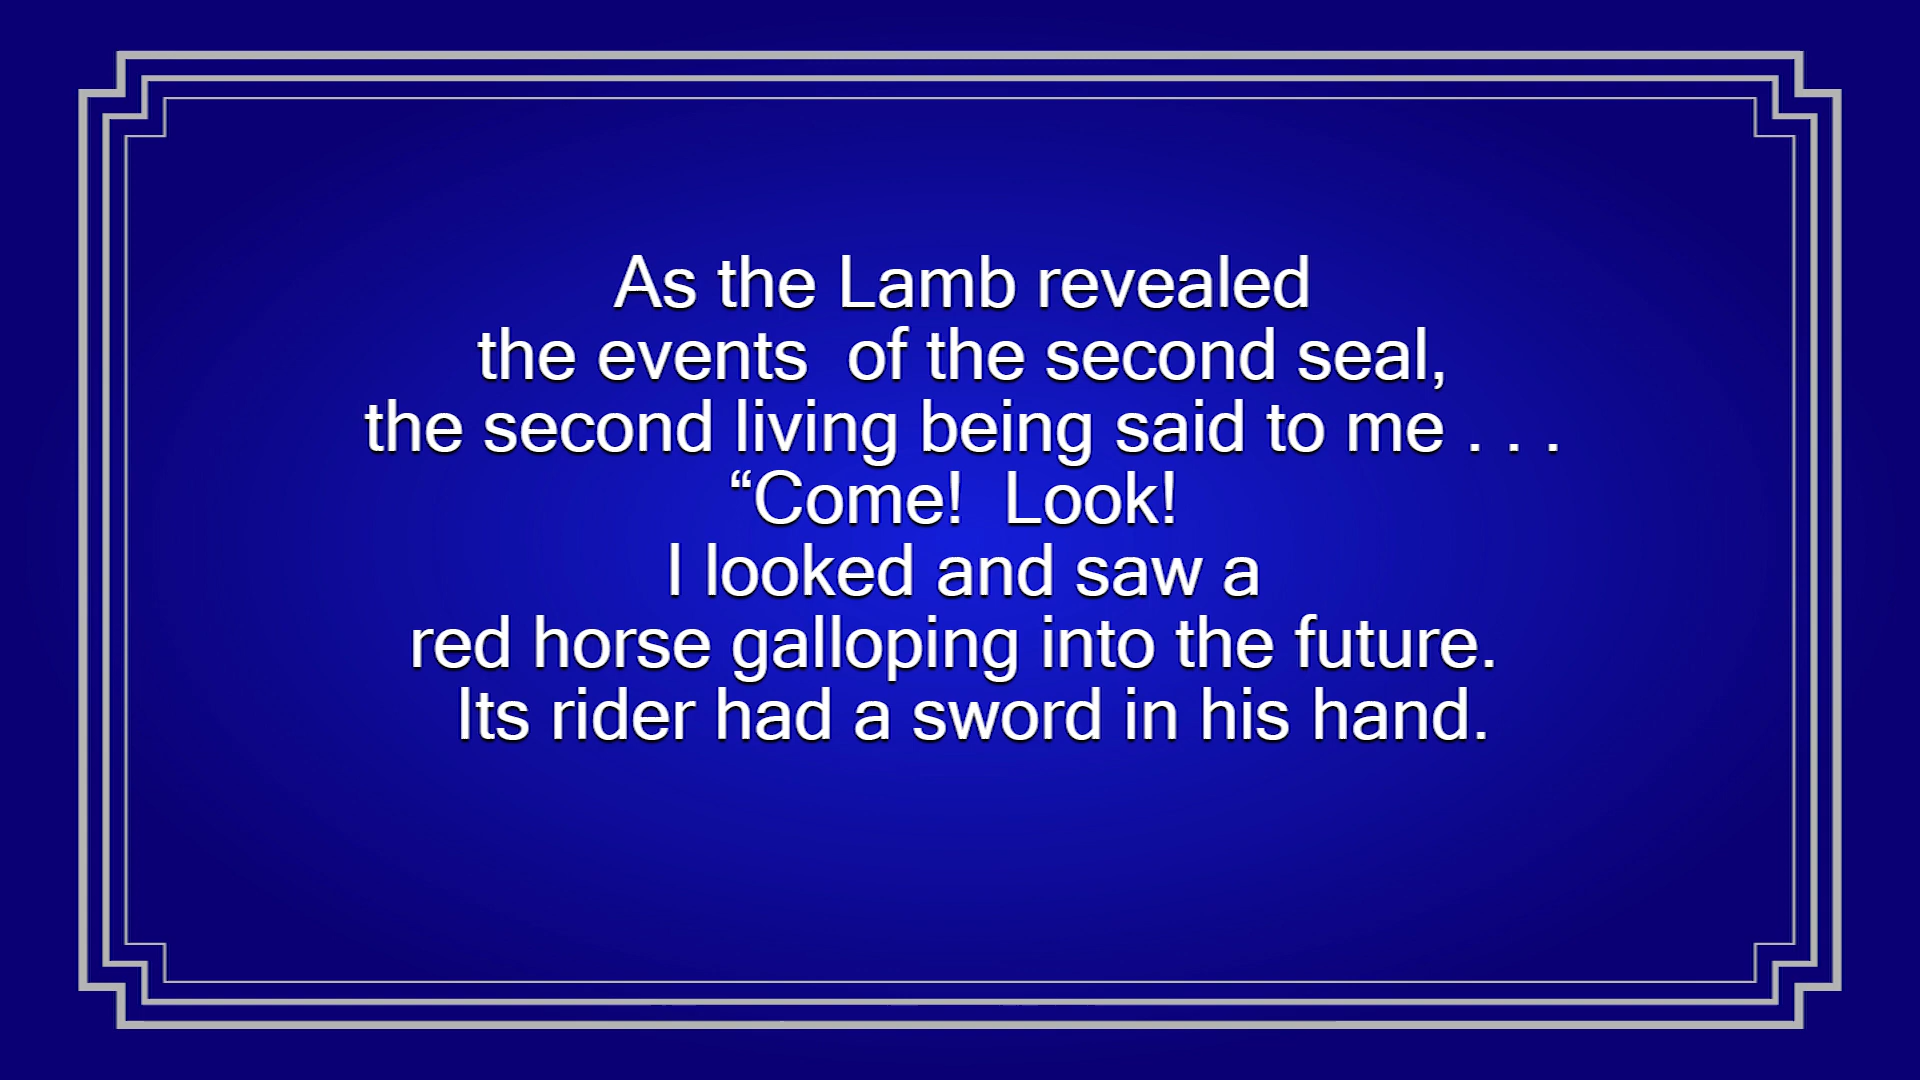 As the Lamb revealed
the events  of the second seal,
the second living being said to me . . .
“Come!  Look!
I looked and saw a
red horse galloping into the future.
Its rider had a sword in his hand.